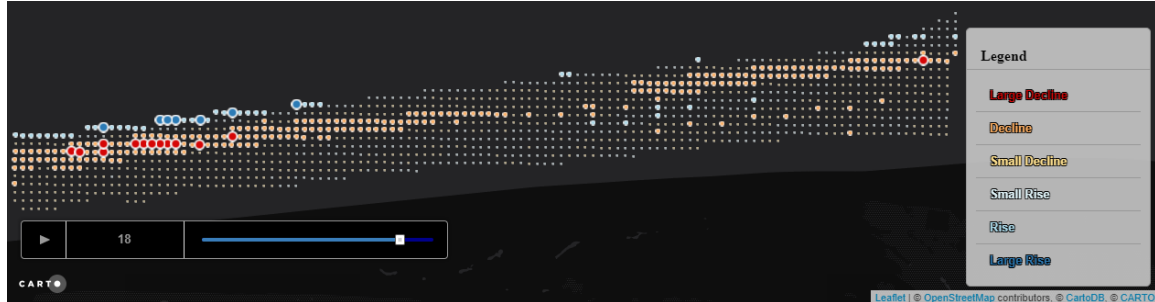 Legend
Large Decline
Decline
Small Decline
Small Rise
Rise
Large Rise
18
CARTO
Leaflet | © OpenStreetMap contributors, © CartoDB, © CARTO